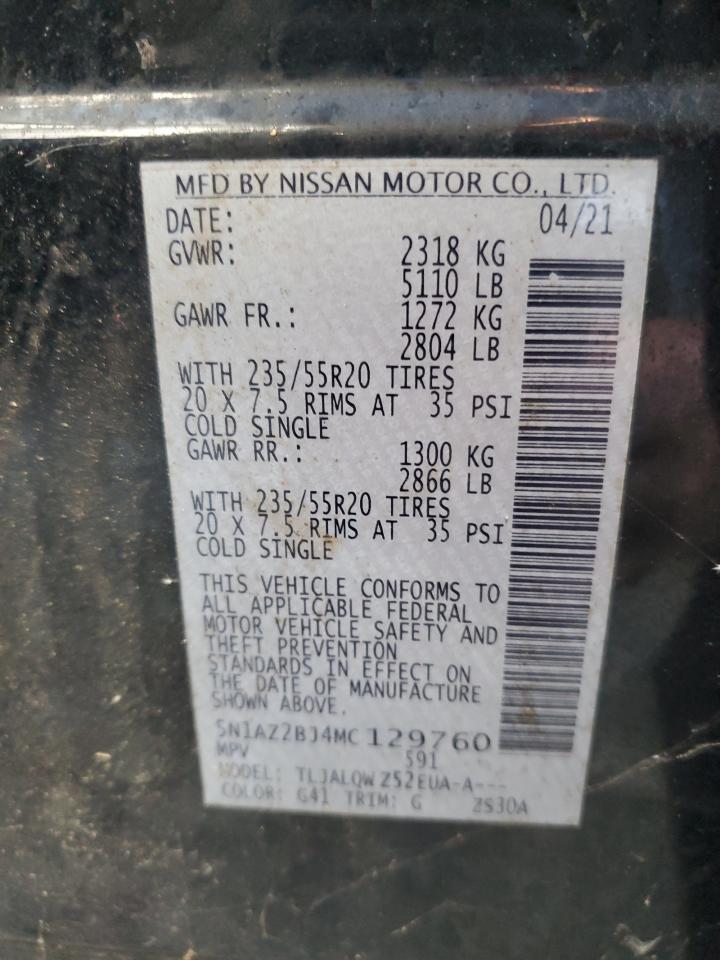 MFD BY NISSAN MOTOR CO., LTD.
DATE: 04/21
GVWR: 2318 KG
5110 LB
GAWR FR.: 1272 KG
2804 LB
WITH 235/55R20 TIRES
20 X 7.5 RIMS AT 35 PSI
COLD SINGLE
GAWR RR.: 1300 KG
2866 LB
WITH 235/55R20 TIRES
20 X 7.5 RIMS AT 35 PSI
COLD SINGLE
THIS VEHICLE CONFORMS TO
ALL APPLICABLE FEDERAL
MOTOR VEHICLE SAFETY AND
THEFT PREVENTION
STANDARDS IN EFFECT ON
THE DATE OF MANUFACTURE
SHOWN ABOVE.
5N1AZ2BJ4MC129760
MPV 591
MODEL: TLJALQWZ52EUA-A---
COLOR: G41 TRIM: G ZS30A